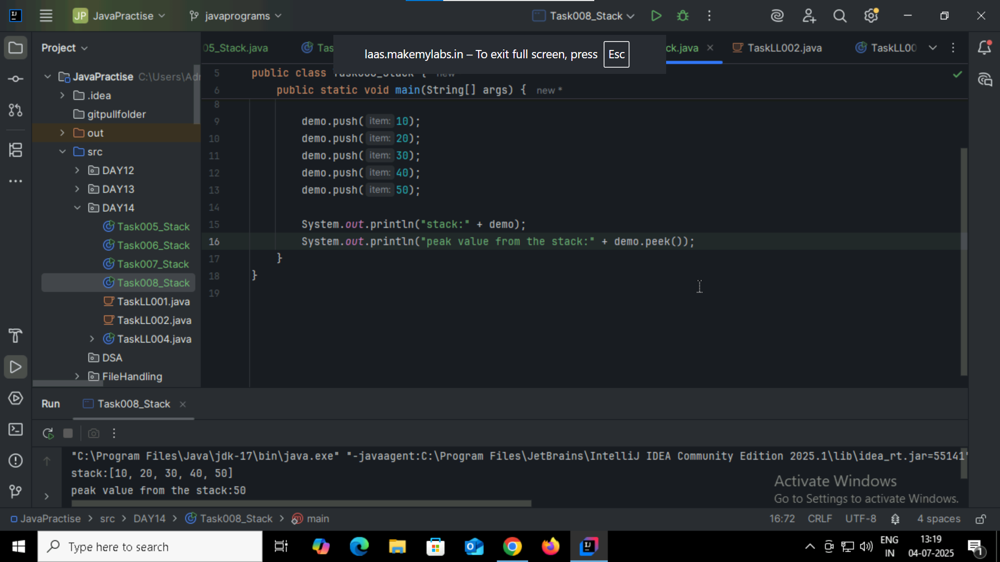 JP JavaPractise
javaprograms
Task008_Stack
Project
05_Stack.java
Tas
laas.makemylabs.in – To exit full screen, press Esc
ck.java
TaskLL002.java
TaskLL00
JavaPractise C:\Users\Adr
.idea
gitpullfolder
out
src
DAY12
DAY13
DAY14
Task005_Stack
Task006_Stack
Task007_Stack
Task008_Stack
TaskLL001.java
TaskLL002.java
TaskLL004.java
DSA
FileHandling
5 public class Task008_Stack { new *
6 public static void main(String[] args) { new *
8
9 demo.push( item: 10);
10 demo.push( item: 20);
11 demo.push( item: 30);
12 demo.push( item: 40);
13 demo.push( item: 50);
14
15 System.out.println("stack:" + demo);
16 System.out.println("peak value from the stack:" + demo.peek());
17 }
18 }
19
Run Task008_Stack
"C:\Program Files\Java\jdk-17\bin\java.exe" "-javaagent:C:\Program Files\JetBrains\IntelliJ IDEA Community Edition 2025.1\lib\idea_rt.jar=55141"
stack:[10, 20, 30, 40, 50]
peak value from the stack:50
Activate Windows
Go to Settings to activate Windows.
JavaPractise > src > DAY14 > Task008_Stack > main
16:72 CRLF UTF-8 4 spaces
Type here to search
ENG
IN
13:19
04-07-2025
1